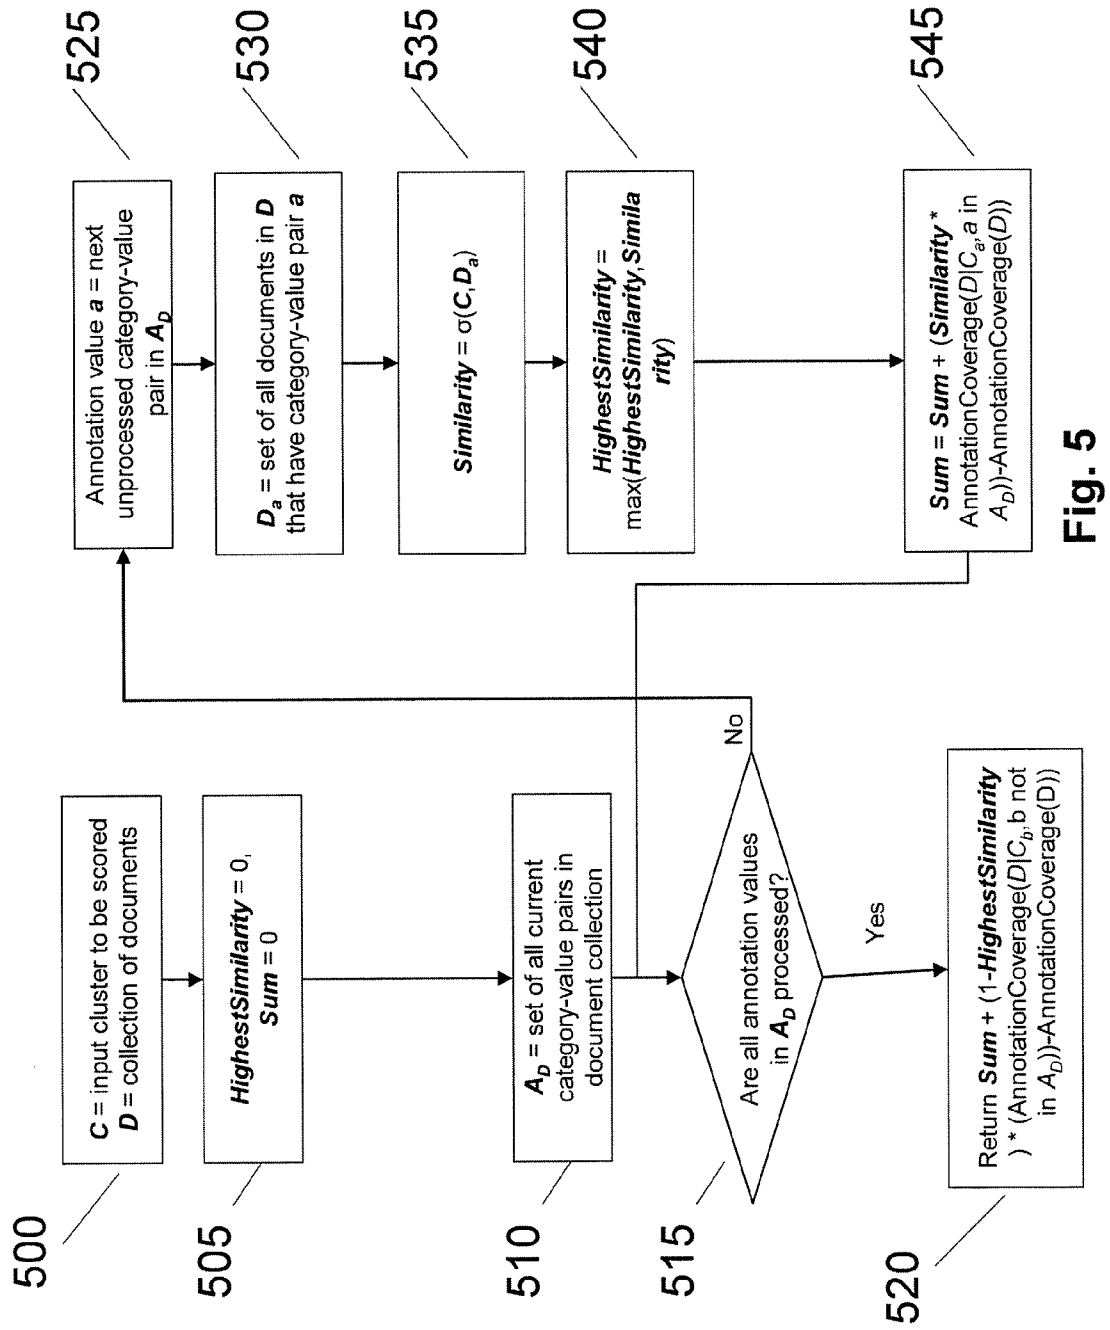 500
C = input cluster to be scored
D = collection of documents
505
HighestSimilarity = 0,
Sum = 0
510
A_D = set of all current
category-value pairs in
document collection
515
Are all annotation values
in A_D processed?
No
Yes
520
Return Sum + (1-HighestSimilarity
) * (AnnotationCoverage(D|C_b,b not
in A_D))-AnnotationCoverage(D))
525
Annotation value a = next
unprocessed category-value
pair in A_D
530
D_a = set of all documents in D
that have category-value pair a
535
Similarity = σ(C,D_a)
540
HighestSimilarity =
max(HighestSimilarity,Simila
rity)
545
Sum = Sum + (Similarity*
AnnotationCoverage(D|C_a,a in
A_D))-AnnotationCoverage(D))
Fig. 5